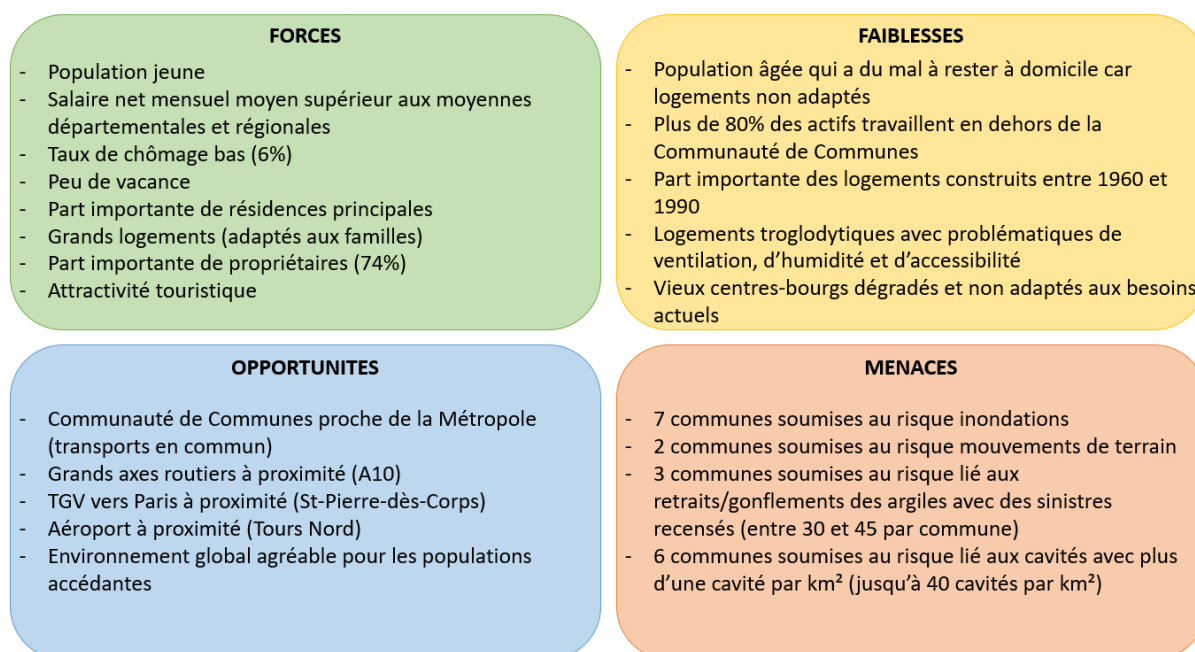 FORCES
- Population jeune
- Salaire net mensuel moyen supérieur aux moyennes
départementales et régionales
- Taux de chômage bas (6%)
- Peu de vacance
- Part importante de résidences principales
- Grands logements (adaptés aux familles)
- Part importante de propriétaires (74%)
- Attractivité touristique
FAIBLESSES
- Population âgée qui a du mal à rester à domicile car
logements non adaptés
- Plus de 80% des actifs travaillent en dehors de la
Communauté de Communes
- Part importante des logements construits entre 1960 et
1990
- Logements troglodytiques avec problématiques de
ventilation, d’humidité et d’accessibilité
- Vieux centres-bourgs dégradés et non adaptés aux besoins
actuels
OPPORTUNITES
- Communauté de Communes proche de la Métropole
(transports en commun)
- Grands axes routiers à proximité (A10)
- TGV vers Paris à proximité (St-Pierre-dès-Corps)
- Aéroport à proximité (Tours Nord)
- Environnement global agréable pour les populations
accédantes
MENACES
- 7 communes soumises au risque inondations
- 2 communes soumises au risque mouvements de terrain
- 3 communes soumises au risque lié aux
retraits/gonflements des argiles avec des sinistres
recensés (entre 30 et 45 par commune)
- 6 communes soumises au risque lié aux cavités avec plus
d’une cavité par km² (jusqu’à 40 cavités par km²)